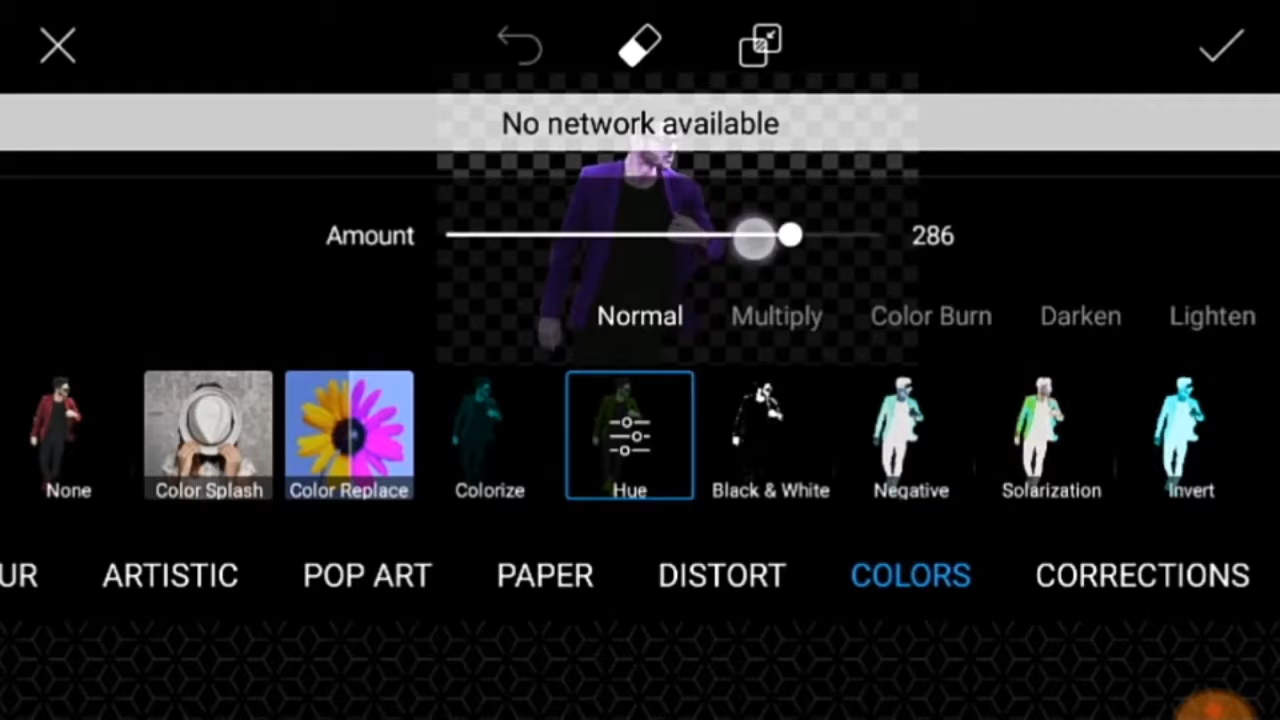 No network available
Amount 286
Normal Multiply Color Burn Darken Lighten
None Color Splash Color Replace Colorize Hue Black & White Negative Solarization Invert
UR ARTISTIC POP ART PAPER DISTORT COLORS CORRECTIONS